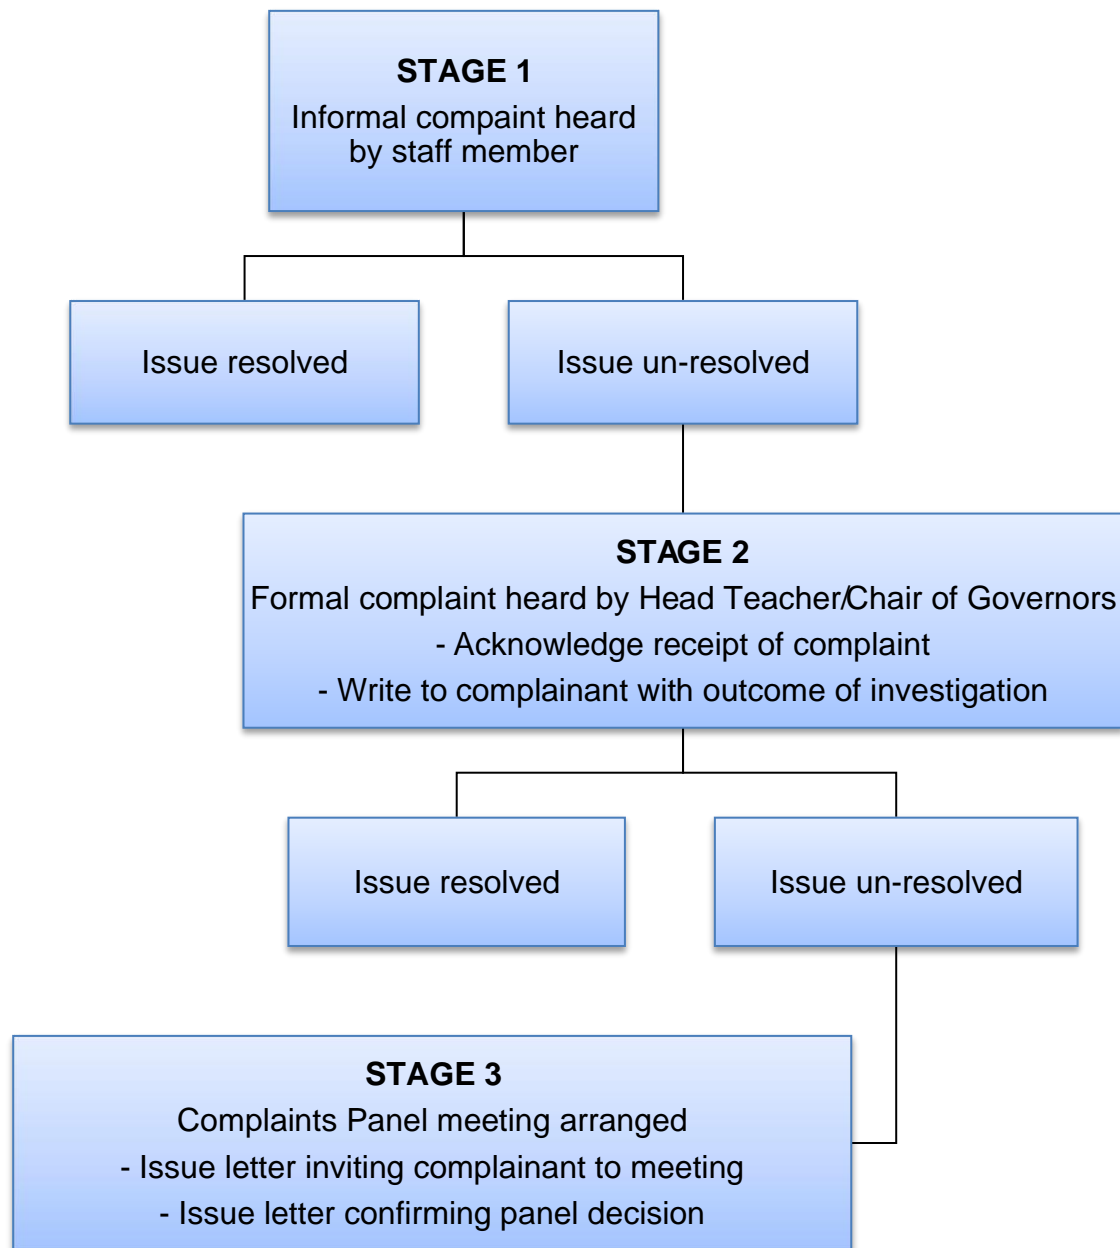 STAGE 1
Informal compaint heard
by staff member
Issue resolved
Issue un-resolved
STAGE 2
Formal complaint heard by Head Teacher/Chair of Governors
- Acknowledge receipt of complaint
- Write to complainant with outcome of investigation
Issue resolved
Issue un-resolved
STAGE 3
Complaints Panel meeting arranged
- Issue letter inviting complainant to meeting
- Issue letter confirming panel decision